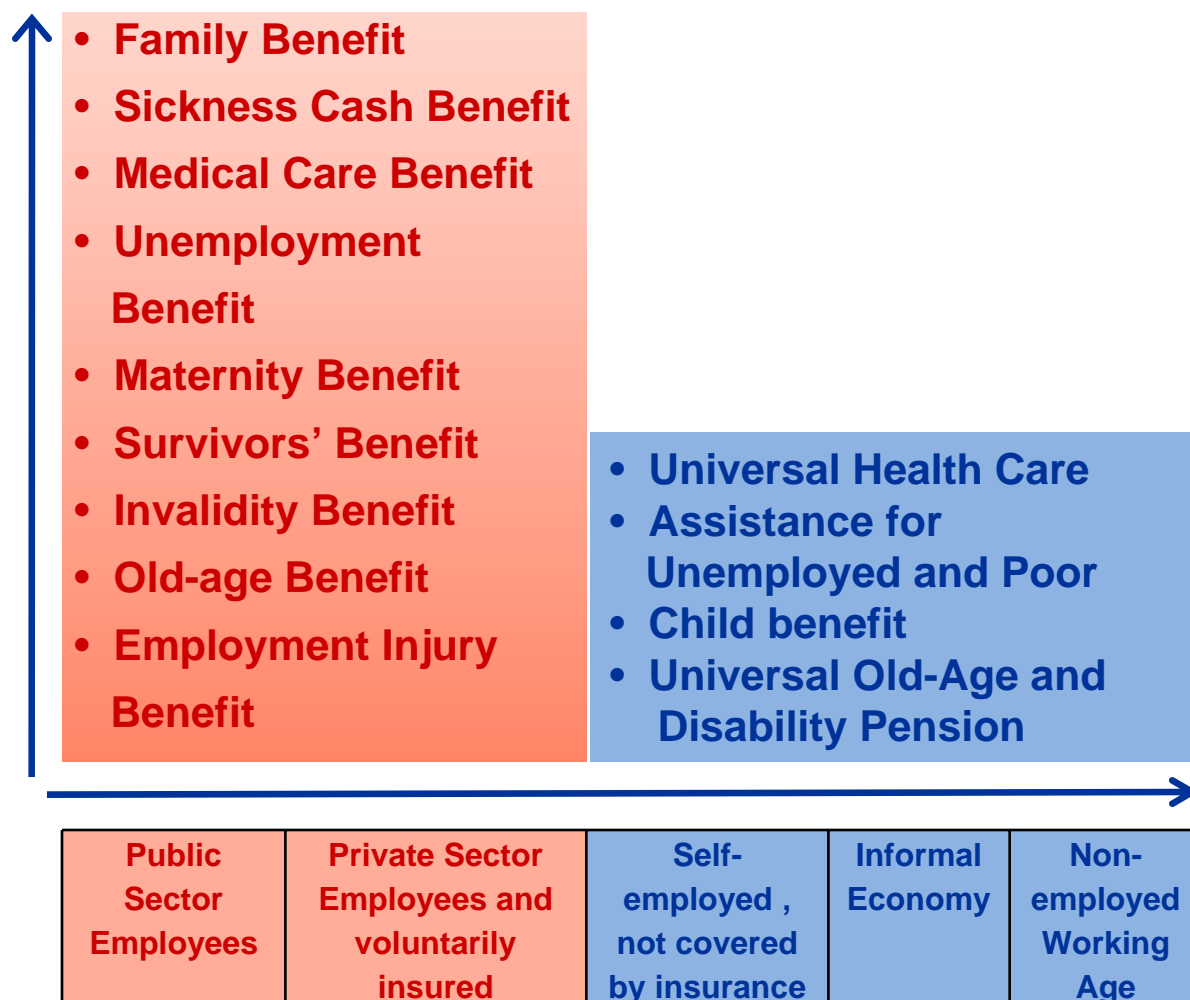 • Family Benefit
• Sickness Cash Benefit
• Medical Care Benefit
• Unemployment
Benefit
• Maternity Benefit
• Survivors’ Benefit
• Invalidity Benefit
• Old-age Benefit
• Employment Injury
Benefit
• Universal Health Care
• Assistance for
Unemployed and Poor
• Child benefit
• Universal Old-Age and
Disability Pension
Public
Sector
Employees
Private Sector
Employees and
voluntarily
insured
Self-
employed ,
not covered
by insurance
Informal
Economy
Non-
employed
Working
Age